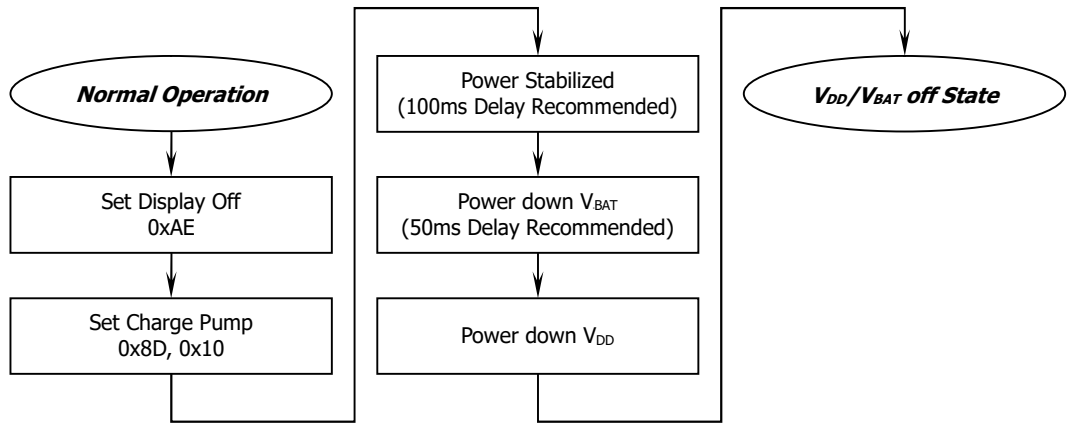 Normal Operation
Set Display Off
0xAE
Set Charge Pump
0x8D, 0x10
Power Stabilized
(100ms Delay Recommended)
Power down VBAT
(50ms Delay Recommended)
Power down VDD
VDD/VBAT off State